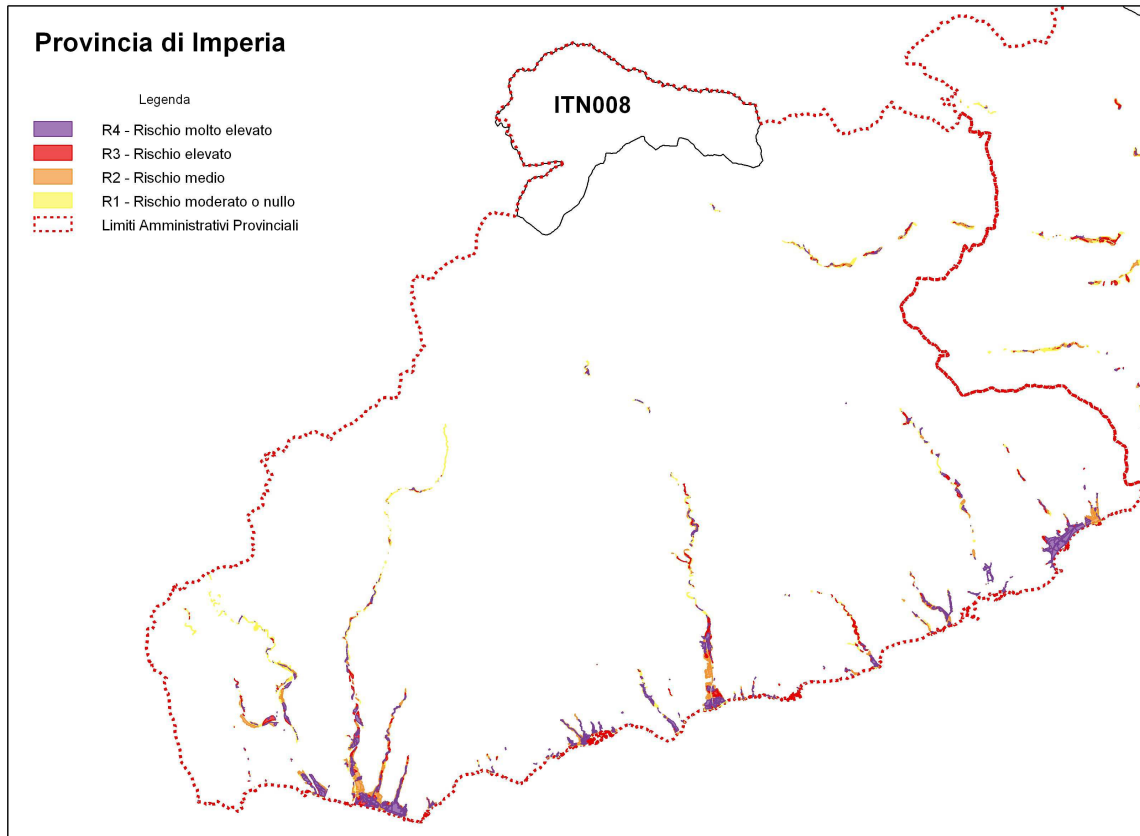 Provincia di Imperia
Legenda
R4 - Rischio molto elevato
R3 - Rischio elevato
R2 - Rischio medio
R1 - Rischio moderato o nullo
Limiti Amministrativi Provinciali
ITN008